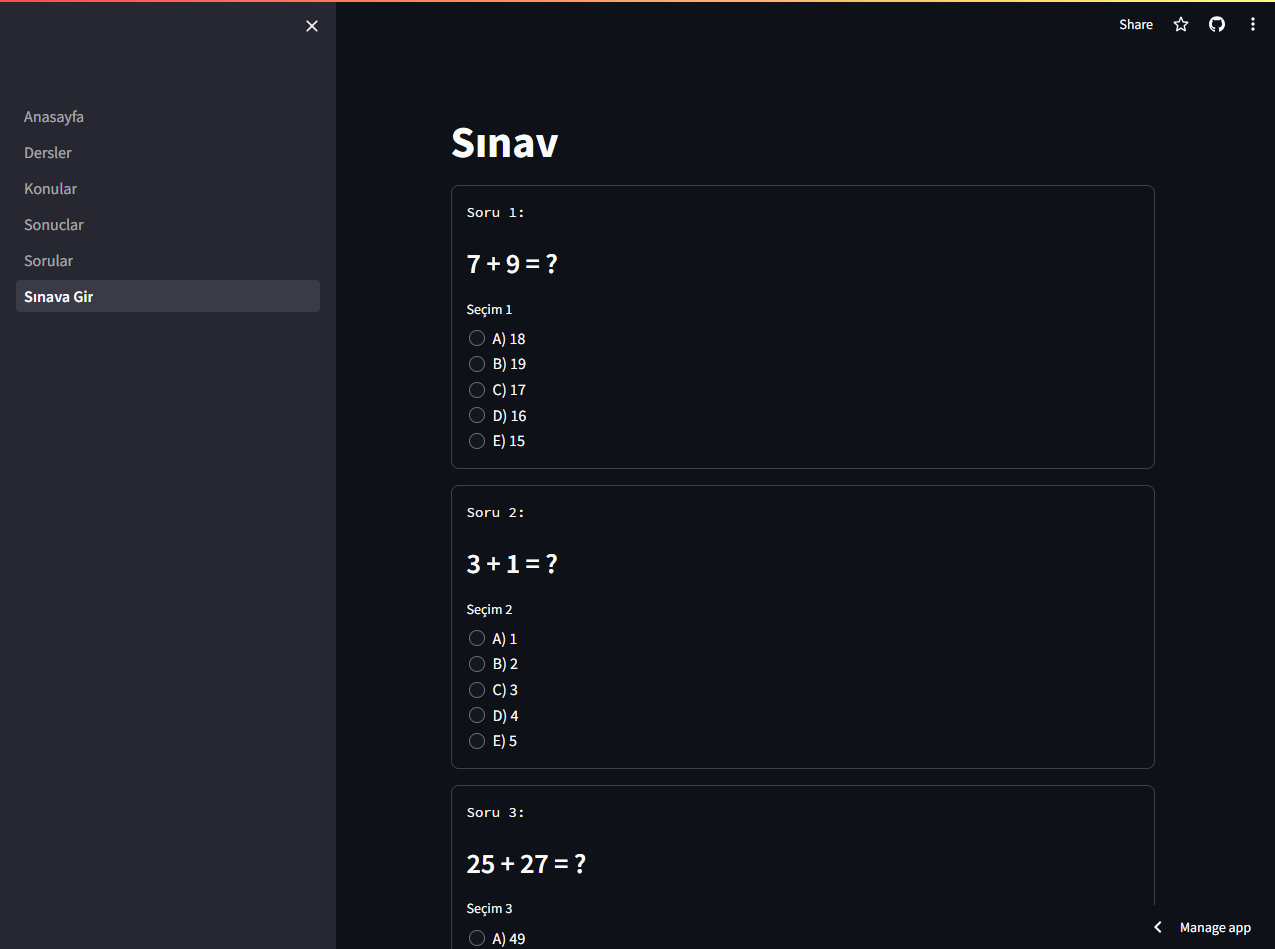 Share
Anasayfa
Dersler
Konular
Sonuclar
Sorular
Sınava Gir
Sınav
Soru 1:
7 + 9 = ?
Seçim 1
A) 18
B) 19
C) 17
D) 16
E) 15
Soru 2:
3 + 1 = ?
Seçim 2
A) 1
B) 2
C) 3
D) 4
E) 5
Soru 3:
25 + 27 = ?
Seçim 3
A) 49
Manage app